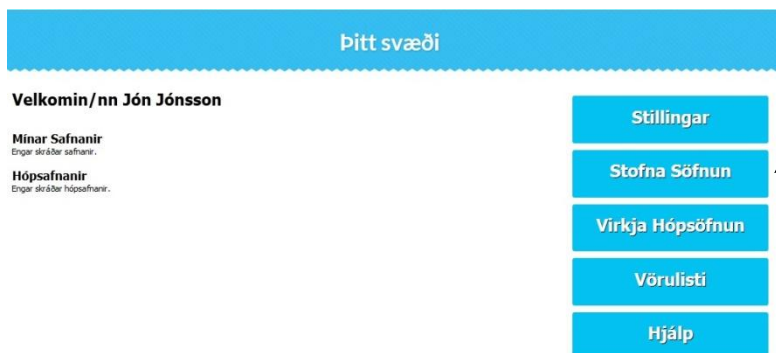 Þitt svæði
Velkomin/nn Jón Jónsson
Mínar Safnanir
Engar skráðar safnanir.
Hópsafnanir
Engar skráðar hópsafnanir.
Stillingar
Stofna Söfnun
Virkja Hópsöfnun
Vörulisti
Hjálp